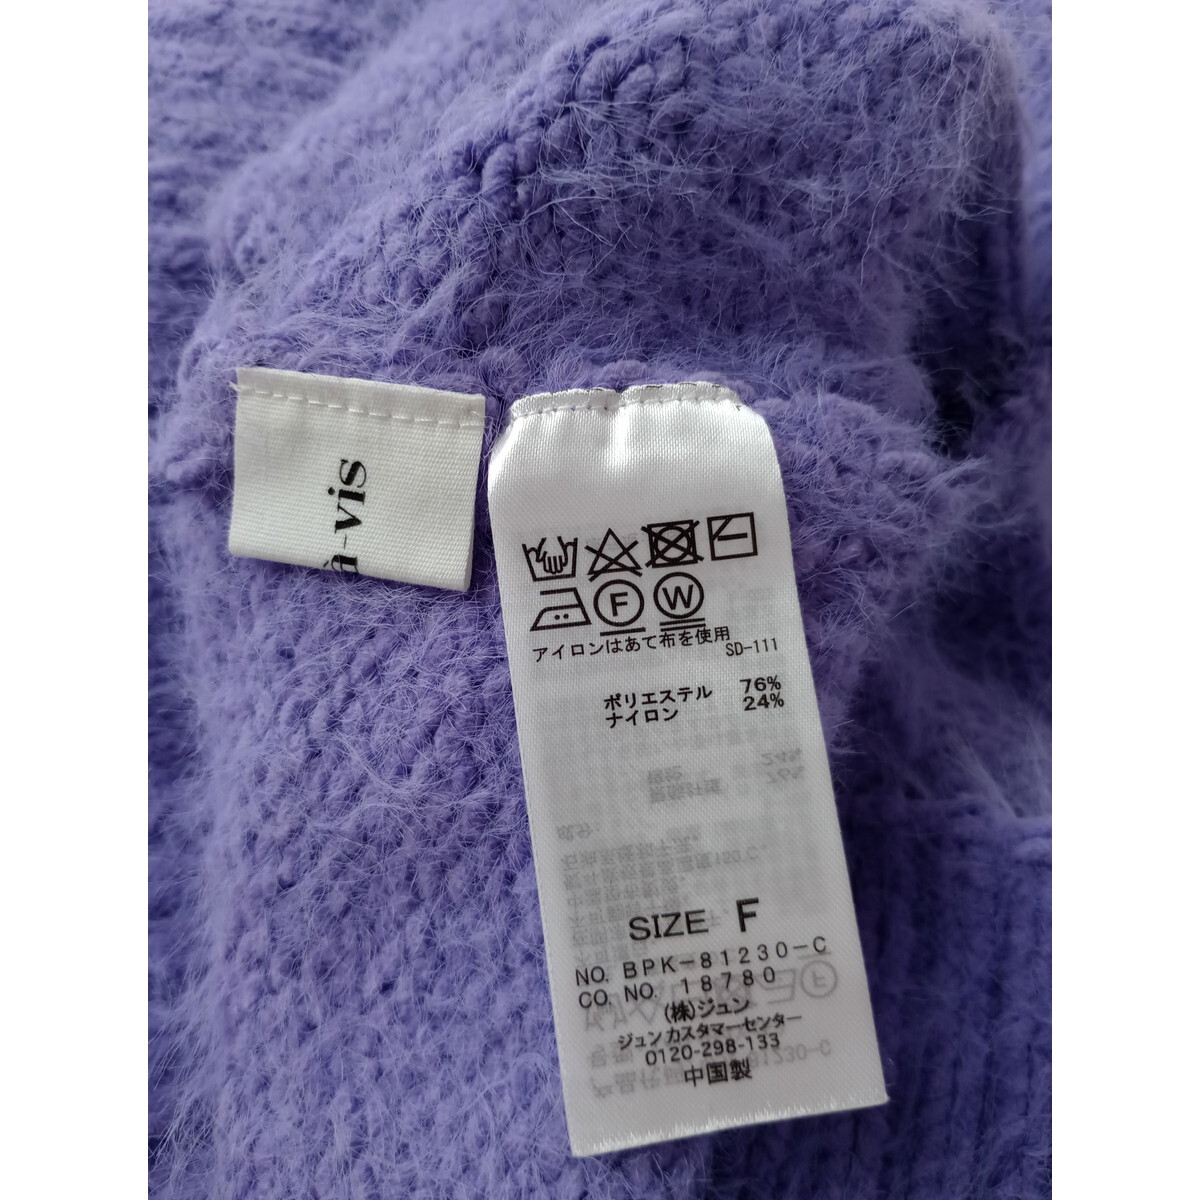 à-vis
F W
アイロンはあて布を使用
SD-111
ポリエステル 76%
ナイロン 24%
SIZE F
NO. BPK-81230-C
CO. NO. 18780
(株)ジュン
ジュンカスタマーセンター
0120-298-133
中国製